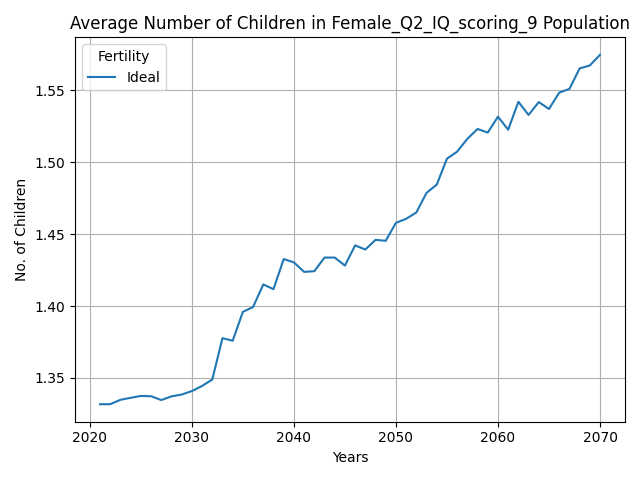 Average Number of Children in Female_Q2_IQ_scoring_9 Population
Fertility
Ideal
No. of Children
1.55
1.50
1.45
1.40
1.35
2020 2030 2040 2050 2060 2070
Years